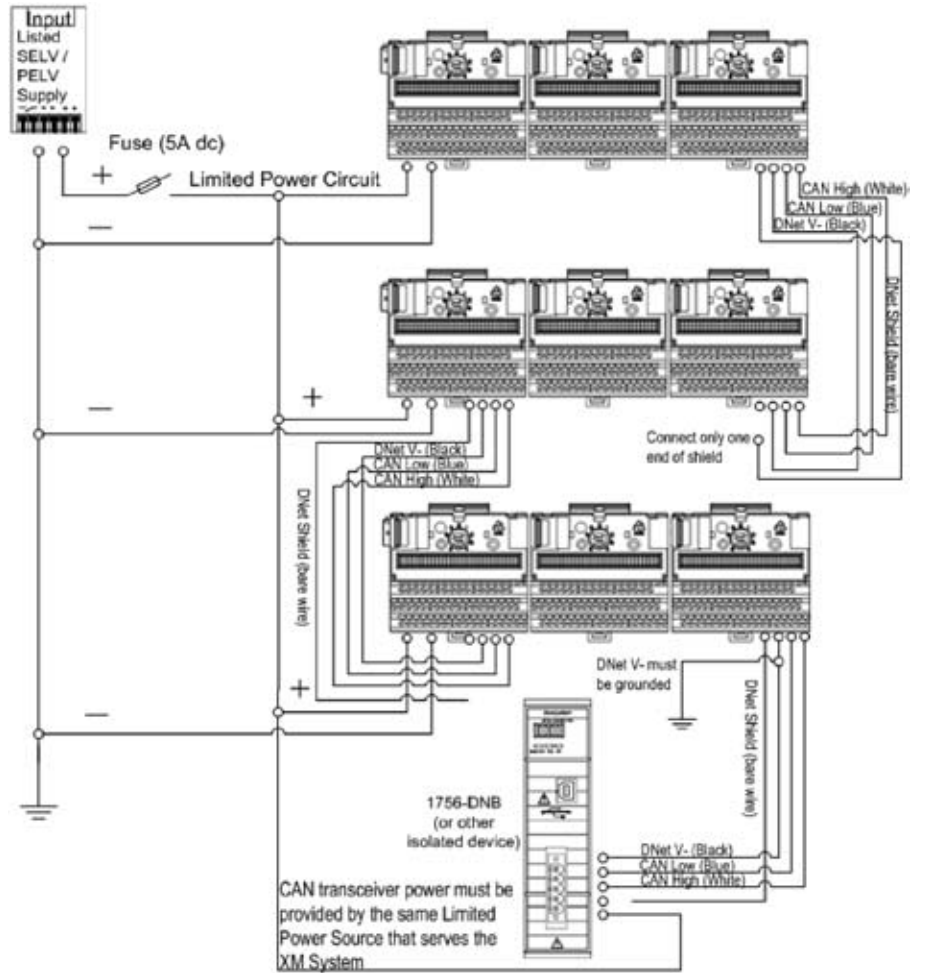 Input
Listed
SELV /
PELV
Supply
Fuse (5A dc)
+
Limited Power Circuit
—
CAN High (White)
CAN Low (Blue)
DNet V- (Black)
DNet Shield (bare wire)
+
—
Connect only one
end of shield
DNet V- (Black)
CAN Low (Blue)
CAN High (White)
DNet Shield (bare wire)
+
—
DNet V- must
be grounded
DNet Shield (bare wire)
1756-DNB
(or other
isolated device)
DNet V- (Black)
CAN Low (Blue)
CAN High (White)
CAN transceiver power must be
provided by the same Limited
Power Source that serves the
XM System